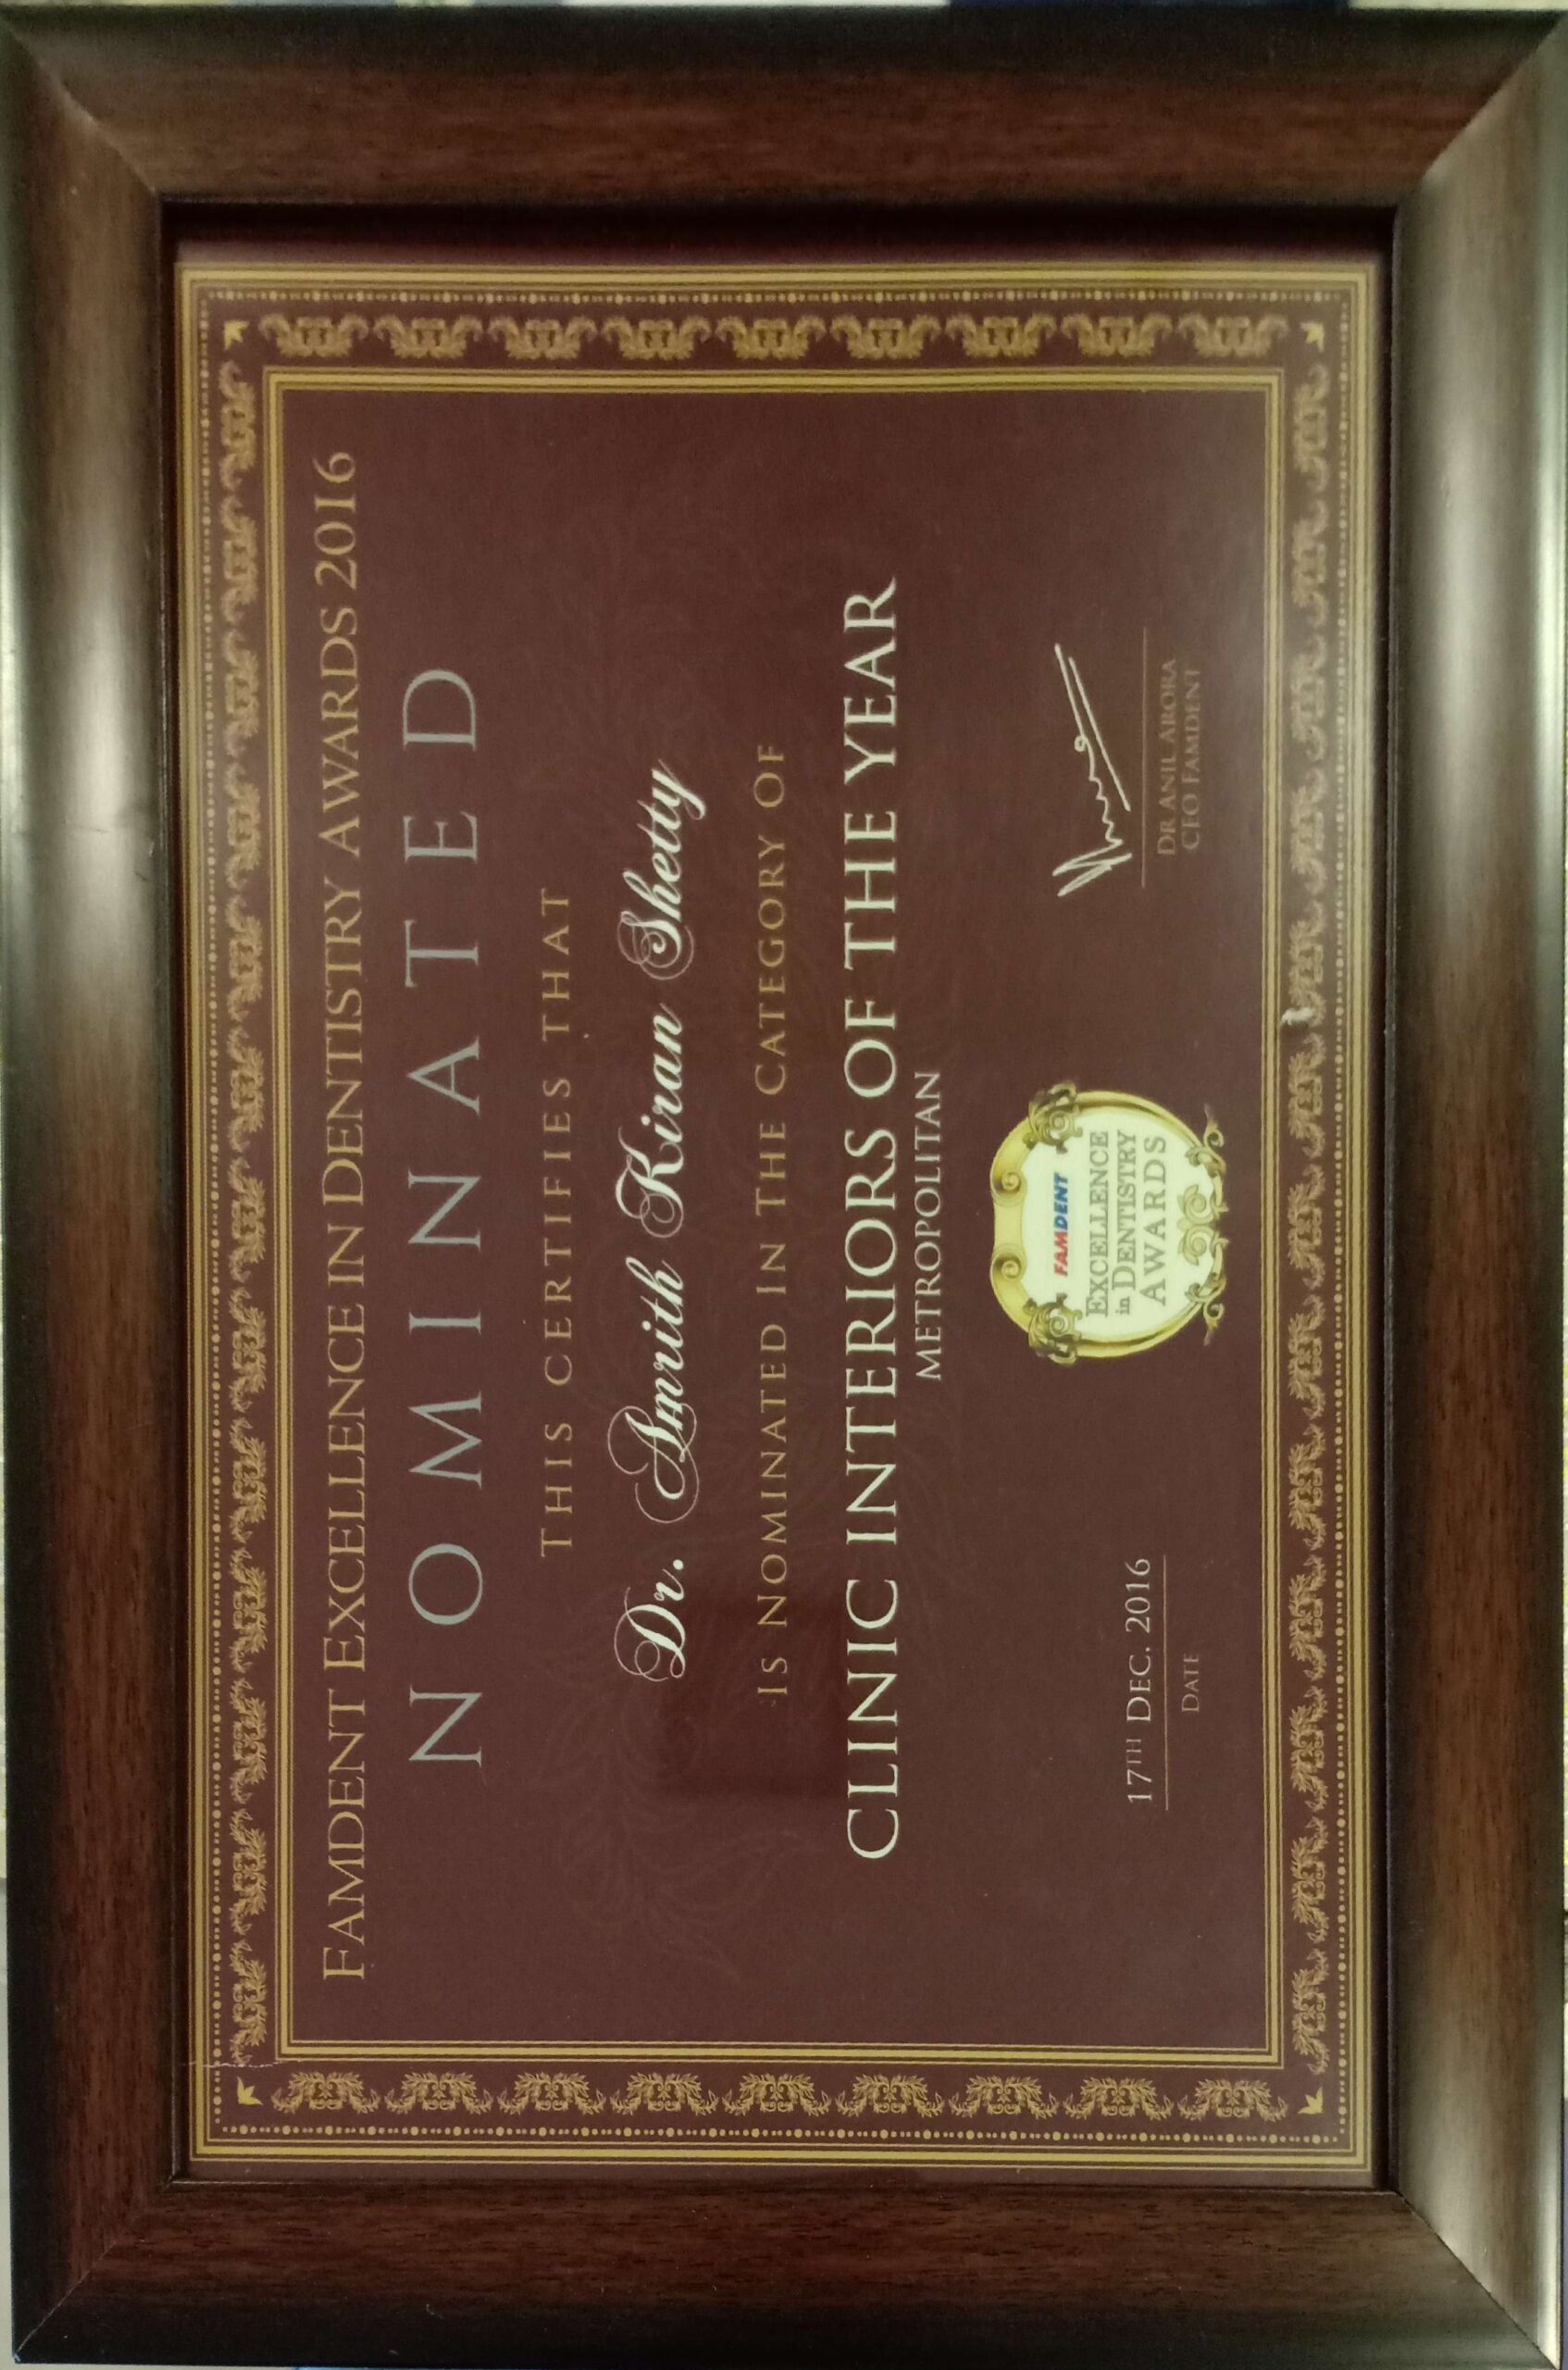 FAMDENT EXCELLENCE IN DENTISTRY AWARDS 2016
NOMINATED
THIS CERTIFIES THAT
Dr. Amrith Kiran Shetty
IS NOMINATED IN THE CATEGORY OF
CLINIC INTERIORS OF THE YEAR
METROPOLITAN
17TH DEC. 2016
DATE
FAMDENT
EXCELLENCE
in DENTISTRY
AWARDS
DR ANIL ARORA
CEO FAMDENT